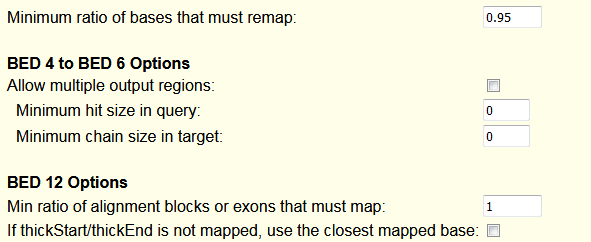 Minimum ratio of bases that must remap: 0.95
BED 4 to BED 6 Options
Allow multiple output regions:
Minimum hit size in query: 0
Minimum chain size in target: 0
BED 12 Options
Min ratio of alignment blocks or exons that must map: 1
If thickStart/thickEnd is not mapped, use the closest mapped base: